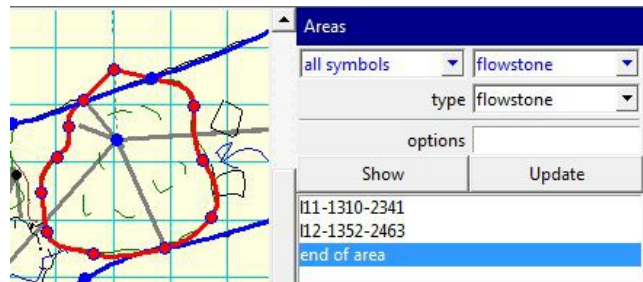 Areas
all symbols flowstone
type flowstone
options
Show Update
l11-1310-2341
l12-1352-2463
end of area